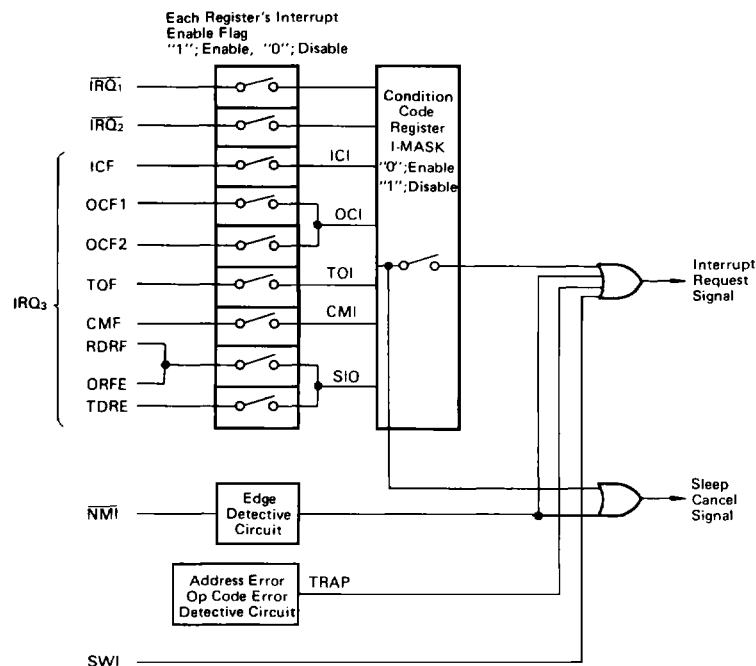 Each Register's Interrupt
Enable Flag
"1"; Enable, "0"; Disable
IRQ₁
IRQ₂
ICF
OCF1
OCF2
TOF
CMF
RDRF
ORFE
TDRE
IRQ₃
ICI
OCI
TOI
CMI
SIO
Condition
Code
Register
I-MASK
"0";Enable
"1";Disable
Interrupt
Request
Signal
Sleep
Cancel
Signal
NMI
Edge
Detective
Circuit
Address Error
Op Code Error
Detective Circuit
TRAP
SWI